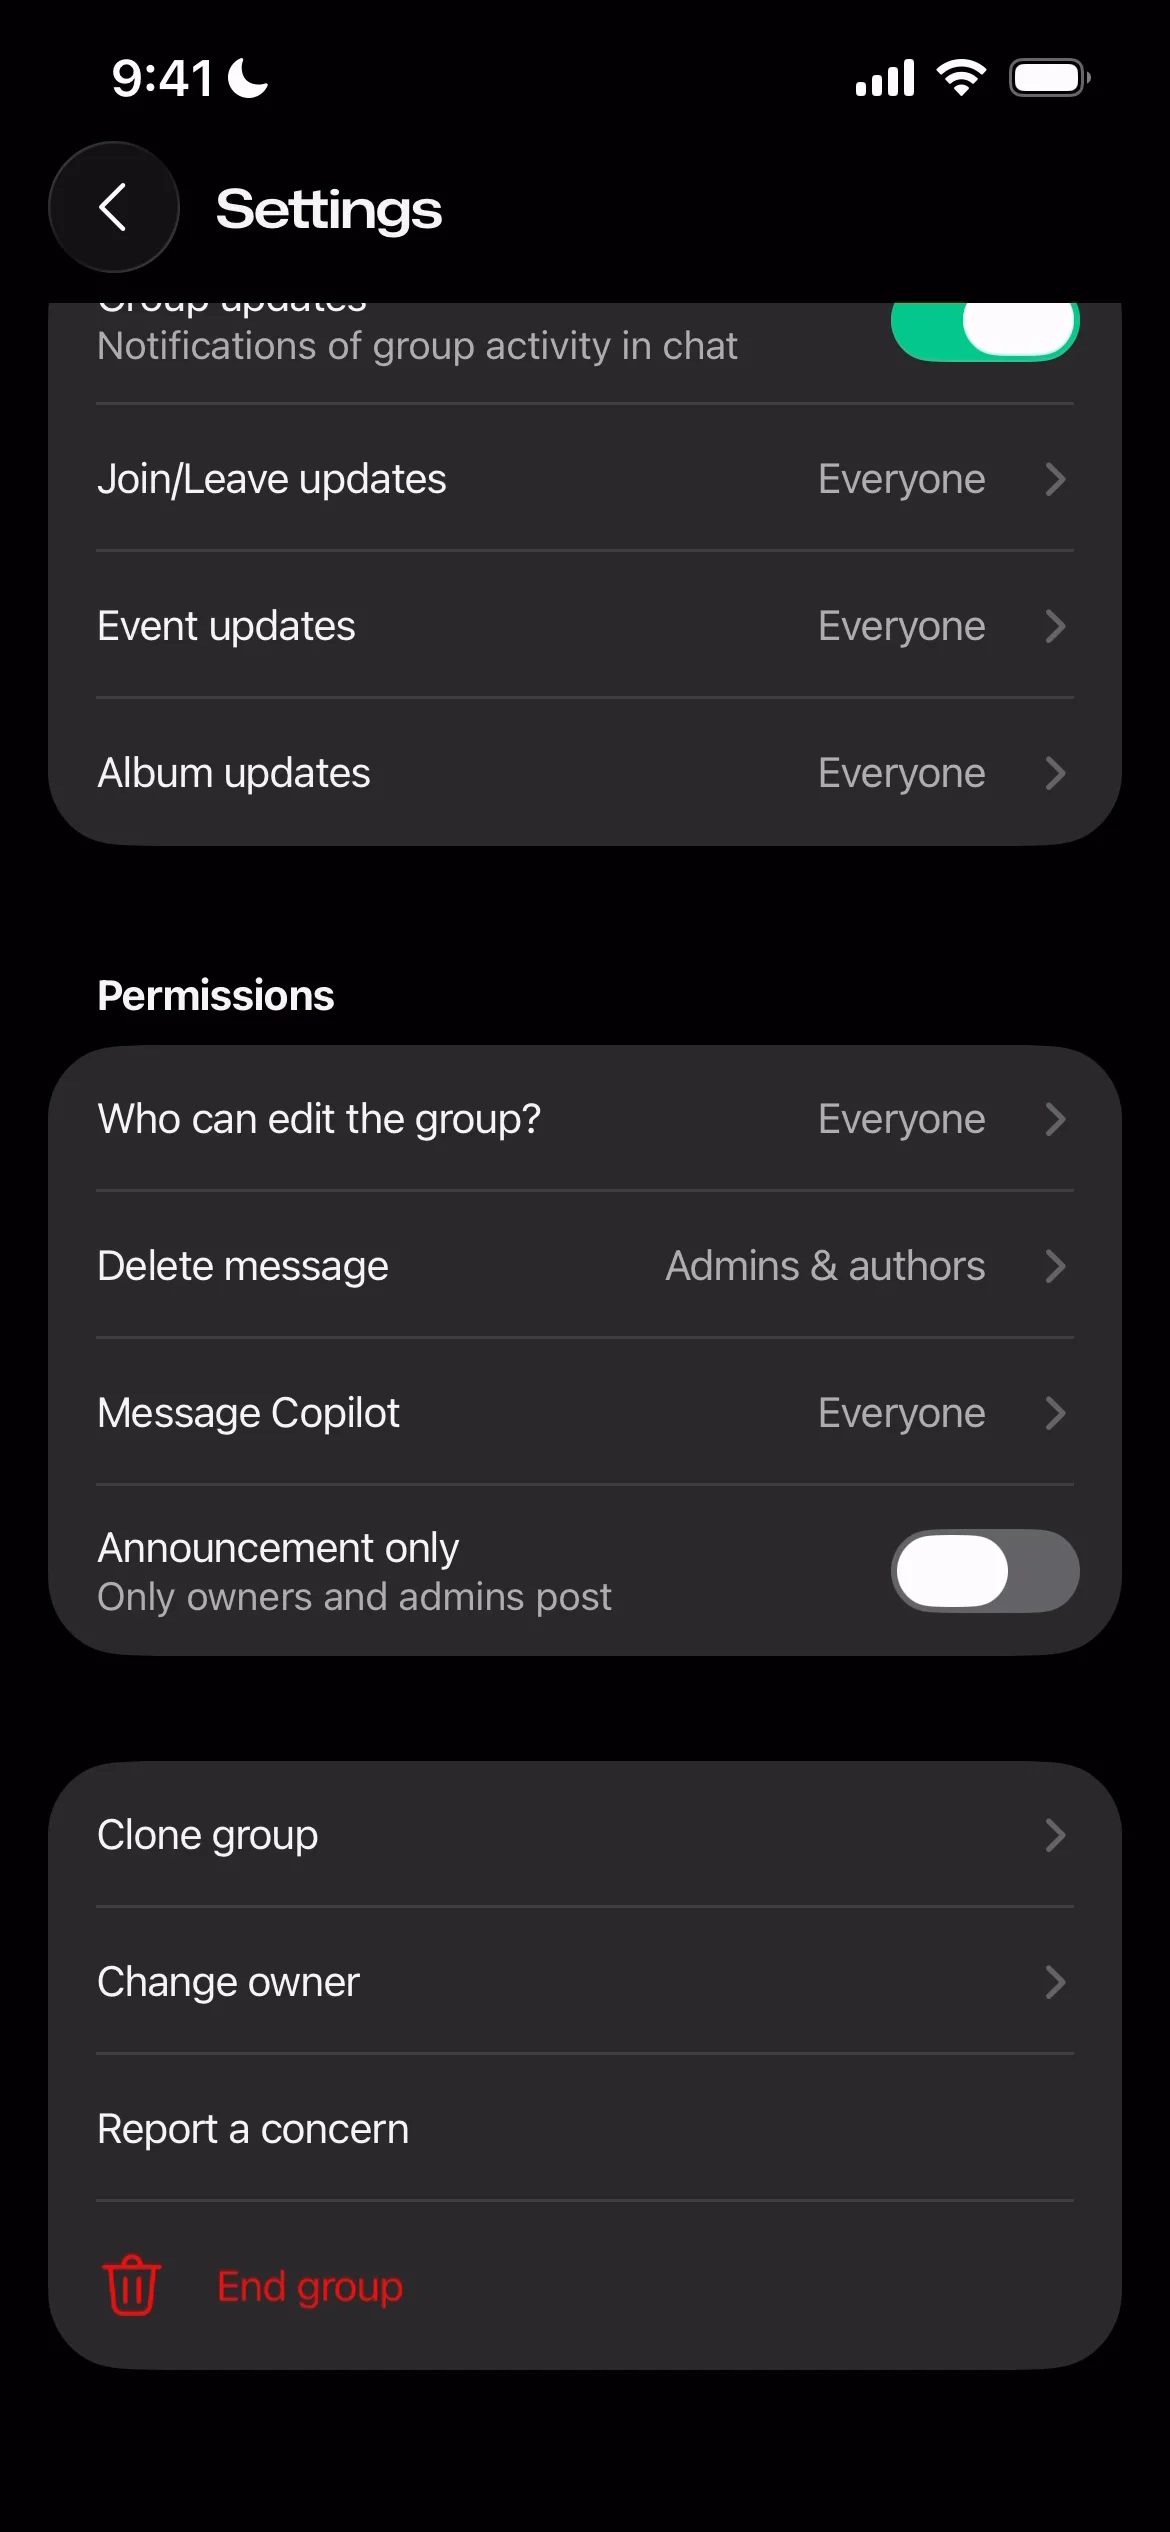 9:41
Settings
Group updates
Notifications of group activity in chat
Join/Leave updates Everyone
Event updates Everyone
Album updates Everyone
Permissions
Who can edit the group? Everyone
Delete message Admins & authors
Message Copilot Everyone
Announcement only
Only owners and admins post
Clone group
Change owner
Report a concern
End group